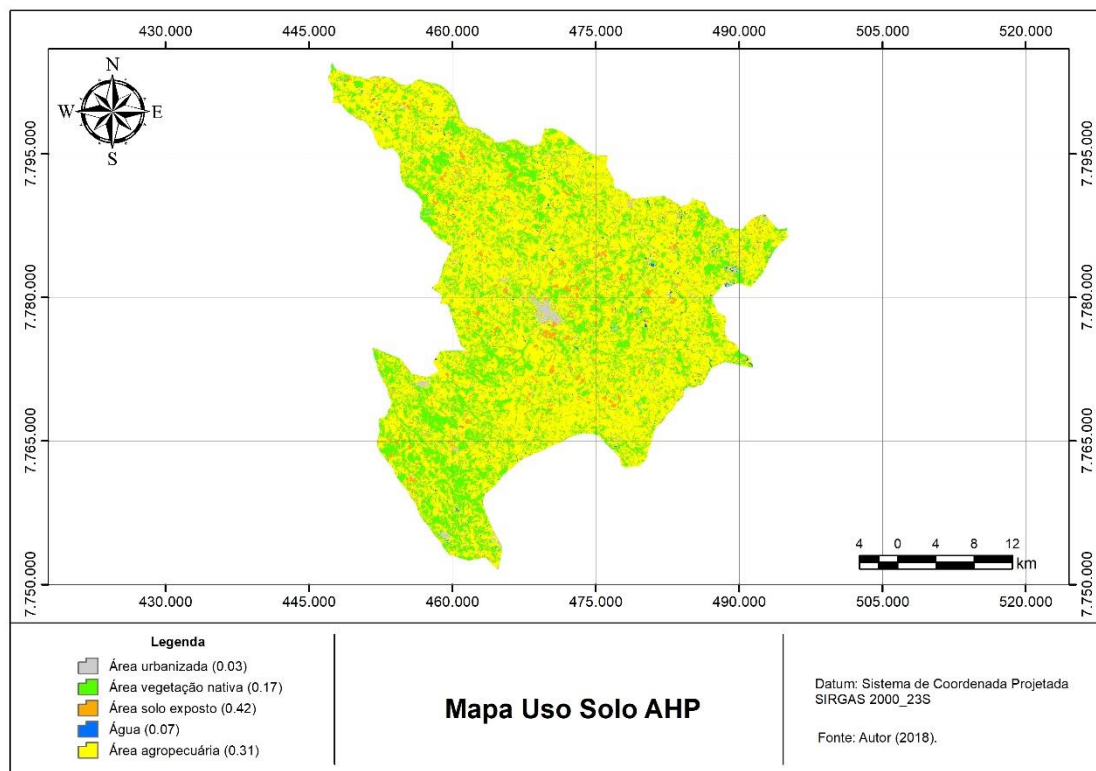 430.000 445.000 460.000 475.000 490.000 505.000 520.000
N
W E
S
7.795.000 7.795.000
7.780.000 7.780.000
7.765.000 7.765.000
7.750.000 7.750.000
4 0 4 8 12
km
430.000 445.000 460.000 475.000 490.000 505.000 520.000
Legenda
Área urbanizada (0.03)
Área vegetação nativa (0.17)
Área solo exposto (0.42)
Água (0.07)
Área agropecuária (0.31)
Mapa Uso Solo AHP
Datum: Sistema de Coordenada Projetada
SIRGAS 2000_23S
Fonte: Autor (2018).